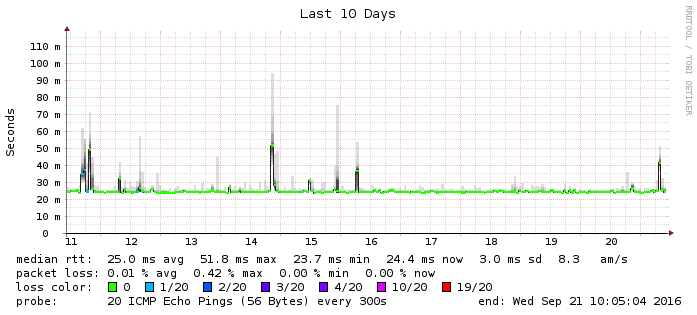 Last 10 Days
RRDTOOL / TOBI OETIKER
Seconds
110 m
100 m
90 m
80 m
70 m
60 m
50 m
40 m
30 m
20 m
10 m
0
11 12 13 14 15 16 17 18 19 20
median rtt: 25.0 ms avg 51.8 ms max 23.7 ms min 24.4 ms now 3.0 ms sd 8.3 am/s
packet loss: 0.01 % avg 0.42 % max 0.00 % min 0.00 % now
loss color: 0 1/20 2/20 3/20 4/20 10/20 19/20
probe: 20 ICMP Echo Pings (56 Bytes) every 300s end: Wed Sep 21 10:05:04 2016